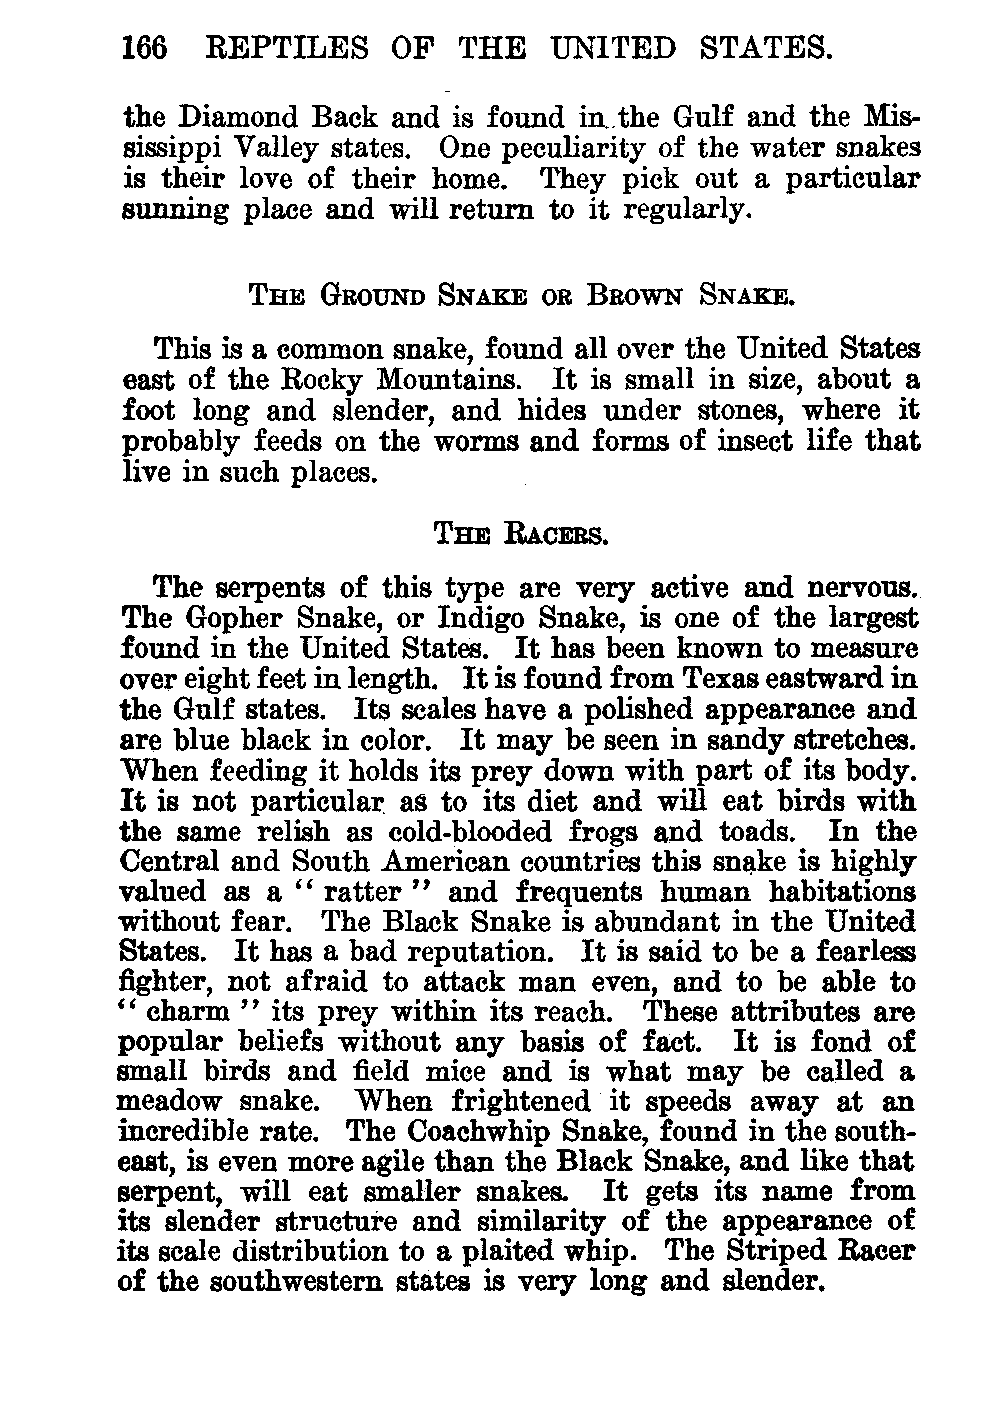 166 REPTILES OF THE UNITED STATES.
the Diamond Back and is found in the Gulf and the Mis-
sissippi Valley states. One peculiarity of the water snakes
is their love of their home. They pick out a particular
sunning place and will return to it regularly.
THE GROUND SNAKE OR BROWN SNAKE.
This is a common snake, found all over the United States
east of the Rocky Mountains. It is small in size, about a
foot long and slender, and hides under stones, where it
probably feeds on the worms and forms of insect life that
live in such places.
THE RACERS.
The serpents of this type are very active and nervous.
The Gopher Snake, or Indigo Snake, is one of the largest
found in the United States. It has been known to measure
over eight feet in length. It is found from Texas eastward in
the Gulf states. Its scales have a polished appearance and
are blue black in color. It may be seen in sandy stretches.
When feeding it holds its prey down with part of its body.
It is not particular as to its diet and will eat birds with
the same relish as cold-blooded frogs and toads. In the
Central and South American countries this snake is highly
valued as a “ ratter ” and frequents human habitations
without fear. The Black Snake is abundant in the United
States. It has a bad reputation. It is said to be a fearless
fighter, not afraid to attack man even, and to be able to
“ charm ” its prey within its reach. These attributes are
popular beliefs without any basis of fact. It is fond of
small birds and field mice and is what may be called a
meadow snake. When frightened it speeds away at an
incredible rate. The Coachwhip Snake, found in the south-
east, is even more agile than the Black Snake, and like that
serpent, will eat smaller snakes. It gets its name from
its slender structure and similarity of the appearance of
its scale distribution to a plaited whip. The Striped Racer
of the southwestern states is very long and slender.